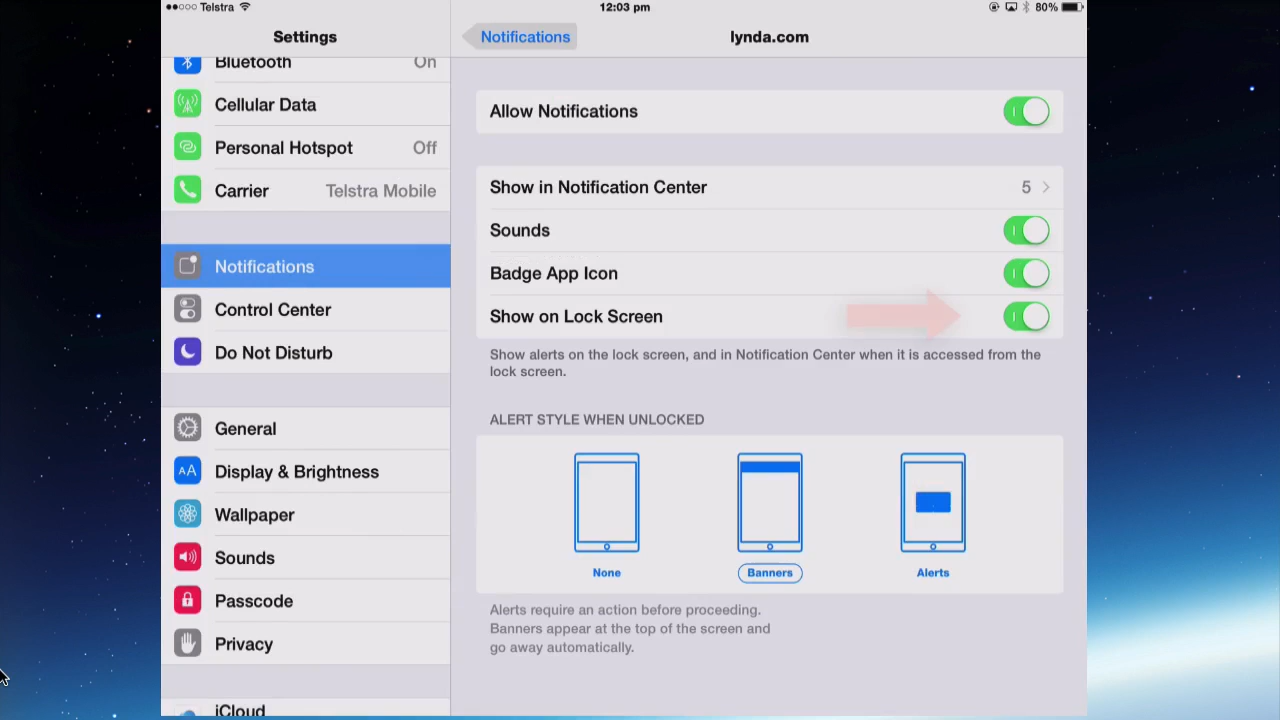 Telstra
12:03 pm
80%
Settings
Notifications
lynda.com
Bluetooth On
Cellular Data
Personal Hotspot Off
Carrier Telstra Mobile
Notifications
Control Center
Do Not Disturb
General
AA Display & Brightness
Wallpaper
Sounds
Passcode
Privacy
iCloud
Allow Notifications
Show in Notification Center 5
Sounds
Badge App Icon
Show on Lock Screen
Show alerts on the lock screen, and in Notification Center when it is accessed from the
lock screen.
ALERT STYLE WHEN UNLOCKED
None
Banners
Alerts
Alerts require an action before proceeding.
Banners appear at the top of the screen and
go away automatically.